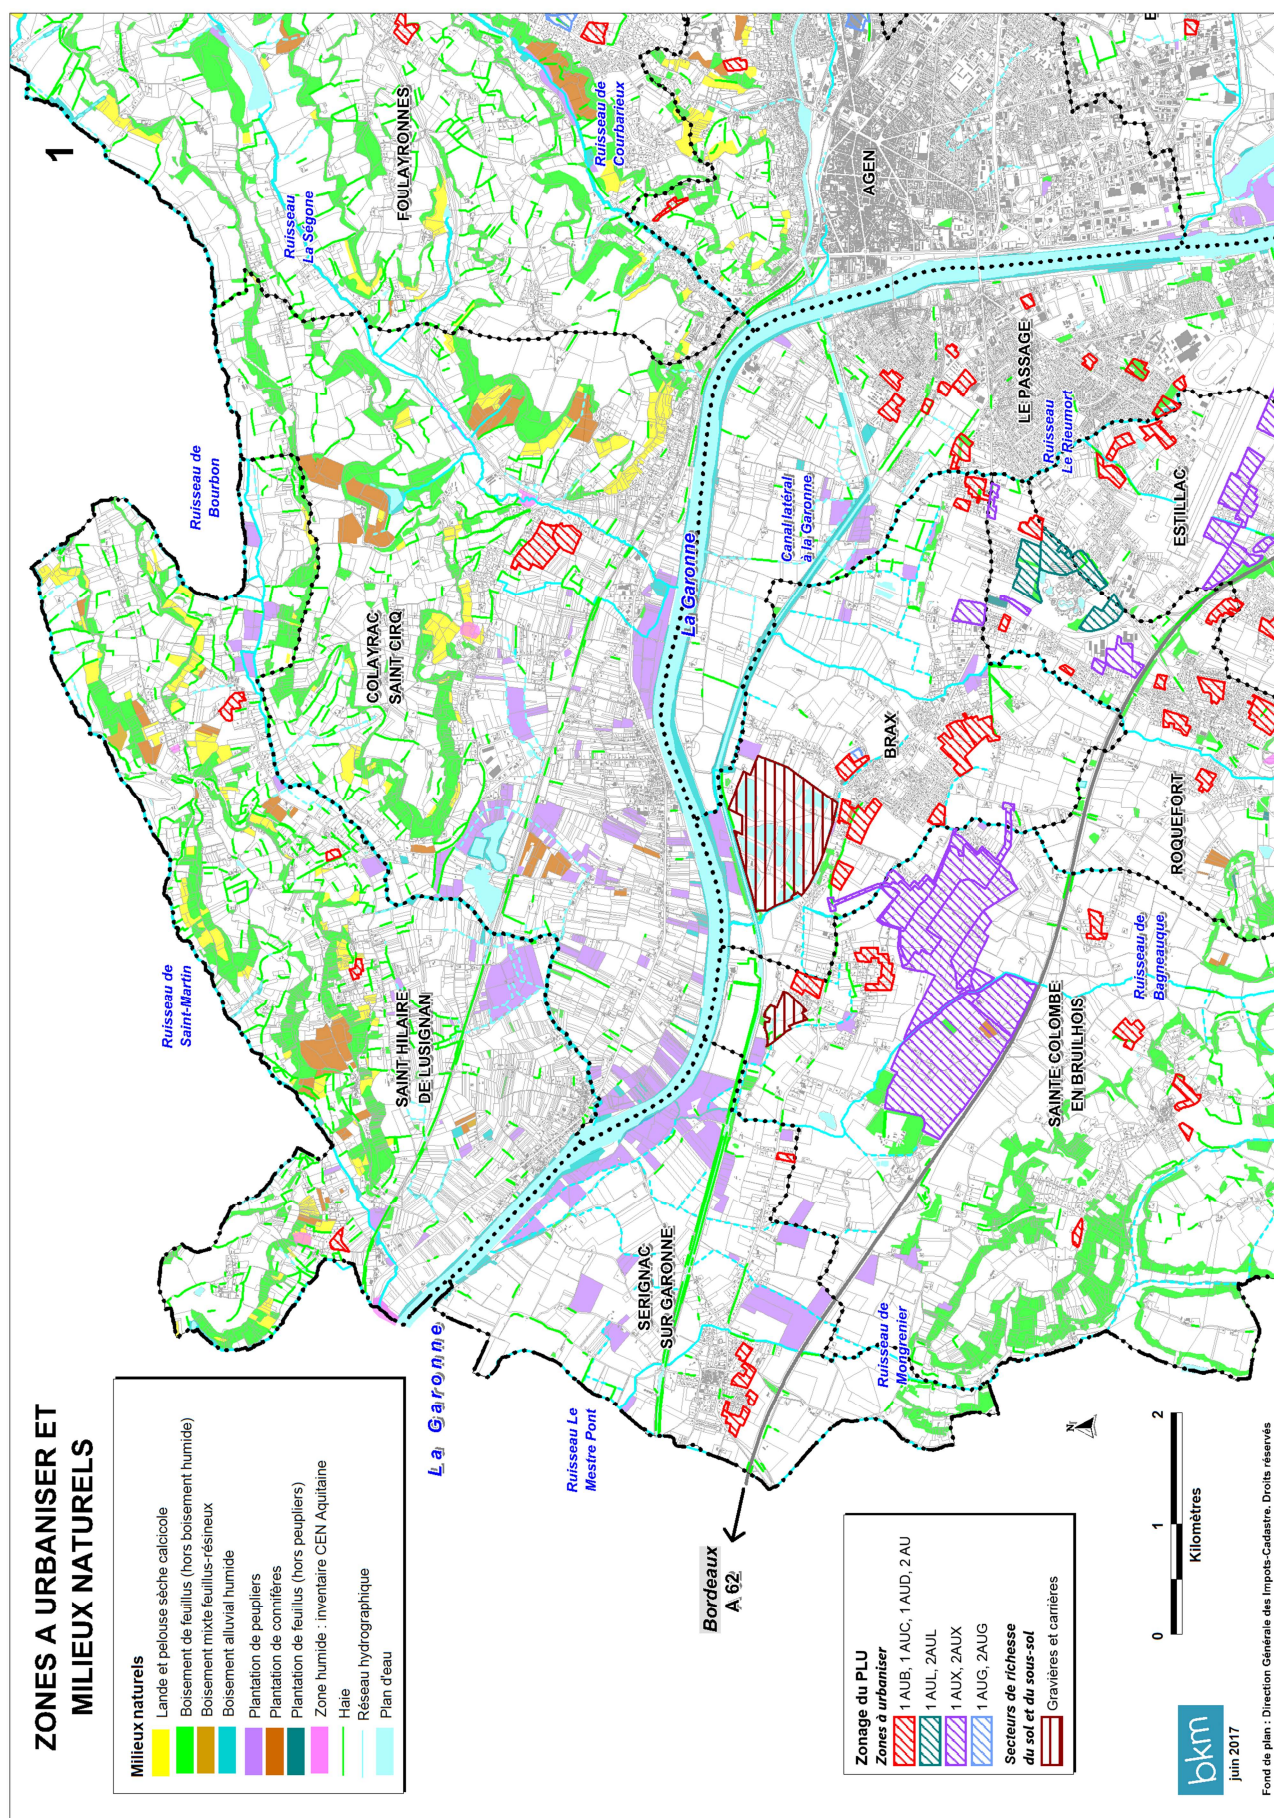 ZONES A URBANISER ET
MILIEUX NATURELS
Milieux naturels
Lande et pelouse sèche calcicole
Boisement de feuillus (hors boisement humide)
Boisement mixte feuillus-résineux
Boisement alluvial humide
Plantation de peupliers
Plantation de connifères
Plantation de feuillus (hors peupliers)
Zone humide : inventaire CEN Aquitaine
Haie
Réseau hydrographique
Plan d'eau
1
Ruisseau de
Saint-Martin
Ruisseau de
Bourbon
Ruisseau
La Ségone
FOULAYRONNES
Ruisseau de
Courbarieux
COLAYRAC
SAINT CIRQ
SAINT HILAIRE
DE LUSIGNAN
La Garonne
La Garonne
AGEN
Canal latéral
à la Garonne
LE PASSAGE
Ruisseau
Le Rieumort
ESTILLAC
BRAX
ROQUEFORT
Ruisseau de
Bagneauque
SAINTE COLOMBE
EN BRUILHOIS
SERIGNAC
SUR GARONNE
Ruisseau Le
Mestre Pont
Ruisseau de
Mongrenier
Bordeaux
A 62
Zonage du PLU
Zones à urbaniser
1 AUB, 1 AUC, 1 AUD, 2 AU
1 AUL, 2AUL
1 AUX, 2AUX
1 AUG, 2AUG
Secteurs de richesse
du sol et du sous-sol
Gravières et carrières
N
0 1 2
Kilomètres
bkm
juin 2017
Fond de plan : Direction Générale des Impots-Cadastre. Droits réservés